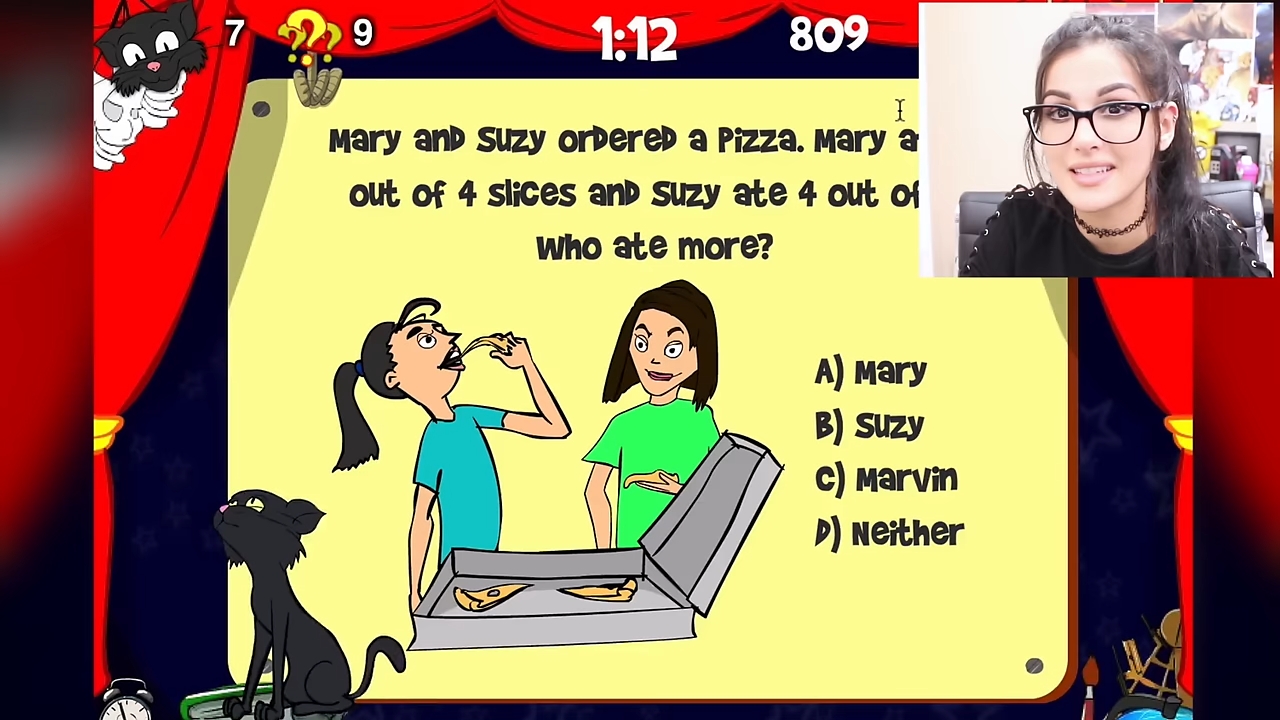 7
9
1:12
809
Mary and Suzy ordered a pizza. Mary
out of 4 slices and Suzy ate 4 out of
Who ate more?
A) Mary
B) Suzy
C) Marvin
D) Neither